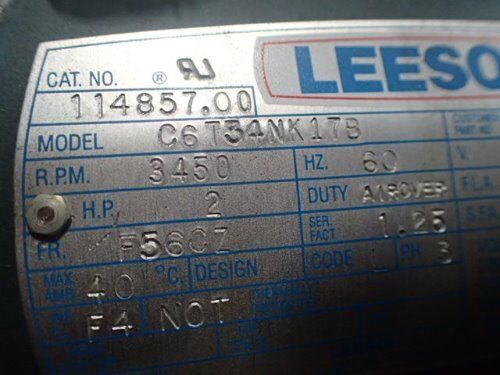 LEESO
CAT. NO. ® 114857.00
MODEL C6T34NK17B
R.P.M. 3450 HZ. 60 V.
H.P. 2 DUTY AIROVER F.L.A.
FR. F56CZ SER. FACT 1.25 S.F.
MAX. AMB. 40 °C. DESIGN CODE L PH 3
F4 NOT